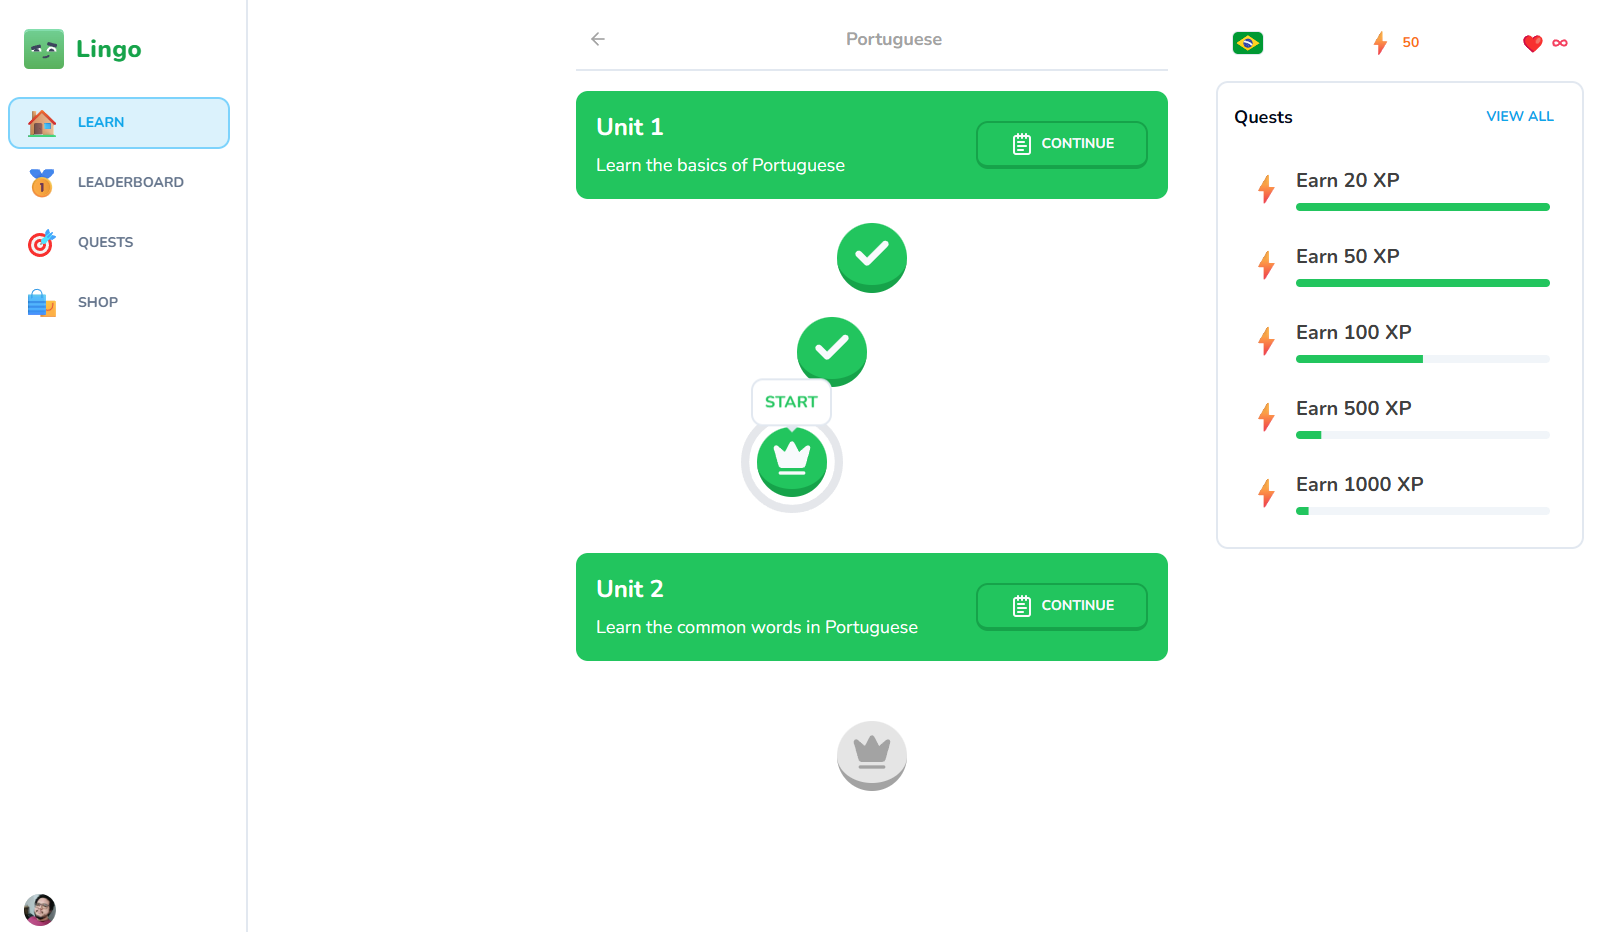 Lingo
LEARN
LEADERBOARD
QUESTS
SHOP
Portuguese
Unit 1
Learn the basics of Portuguese
CONTINUE
START
Unit 2
Learn the common words in Portuguese
CONTINUE
50
∞
Quests
VIEW ALL
Earn 20 XP
Earn 50 XP
Earn 100 XP
Earn 500 XP
Earn 1000 XP